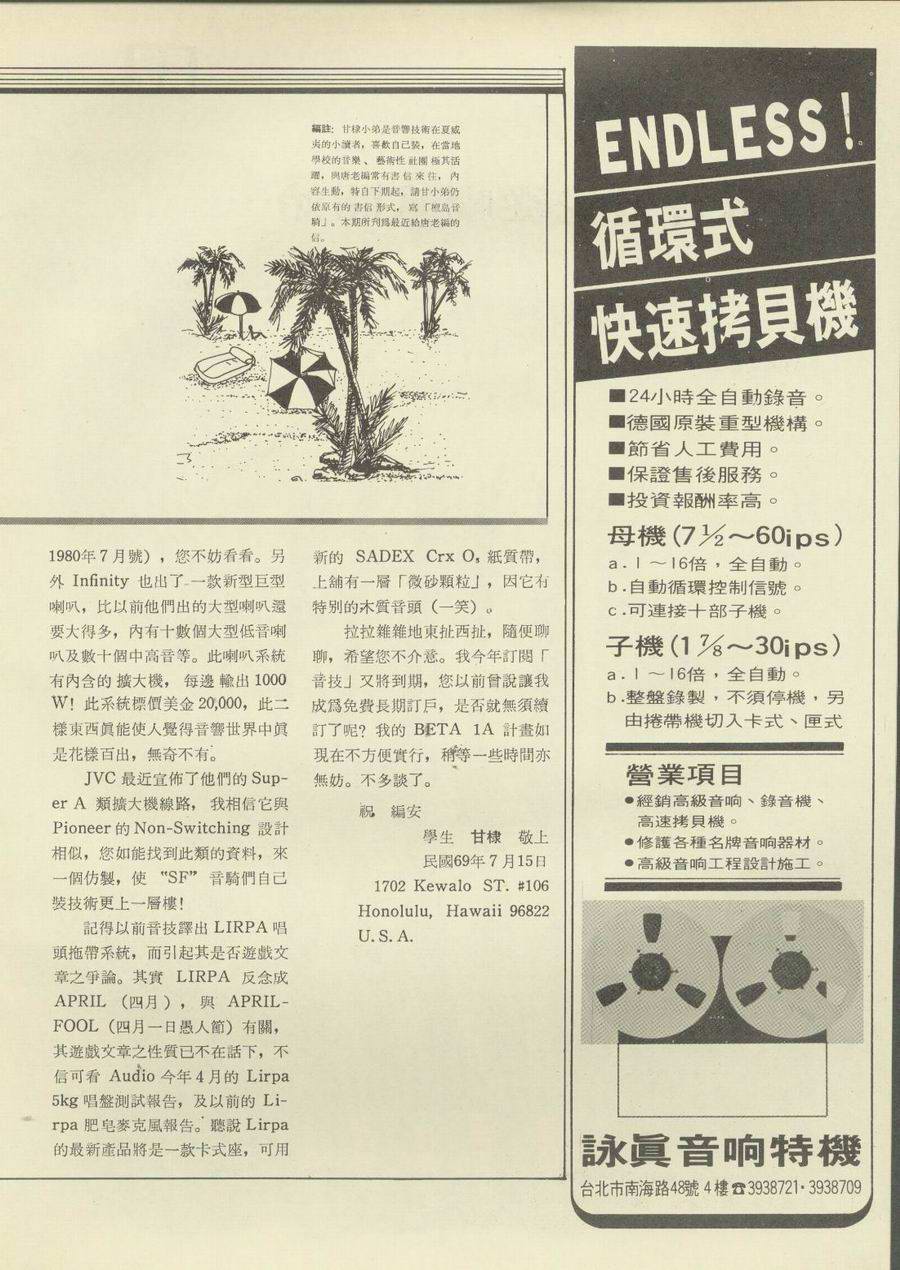 編註：甘棣小弟是音響技術在夏威
夷的小讀者，喜歡自己裝，在當地
學校的音樂、藝術性社團極其活
躍，與唐老編常有書信來往，內
容生動，特自下期起，請甘小弟仍
依原有的書信形式，寫「檀島音
騎」。本期所刊爲最近給唐老編的
信。
1980年7月號），您不妨看看。另
外 Infinity 也出了一款新型巨型
喇叭，比以前他們出的大型喇叭還
要大得多，內有十數個大型低音喇
叭及數十個中高音等。此喇叭系統
有內含的擴大機，每邊輸出1000
W！此系統標價美金20,000，此二
樣東西眞能使人覺得音響世界中眞
是花樣百出，無奇不有。
JVC 最近宣佈了他們的 Sup-
er A 類擴大機線路，我相信它與
Pioneer 的 Non-Switching 設計
相似，您如能找到此類的資料，來
一個仿製，使 “SF” 音騎們自己
裝技術更上一層樓！
記得以前音技譯出 LIRPA 唱
頭拖帶系統，而引起其是否遊戲文
章之爭論。其實 LIRPA 反念成
APRIL（四月），與 APRIL-
FOOL（四月一日愚人節）有關，
其遊戲文章之性質已不在話下，不
信可看 Audio 今年4月的 Lirpa
5kg 唱盤測試報告，及以前的 Li-
rpa 肥皂麥克風報告。聽說 Lirpa
的最新產品將是一款卡式座，可用
新的 SADEX Crx O₅ 紙質帶，
上舖有一層「微砂顆粒」，因它有
特別的木質音頭（一笑）。
拉拉雜雜地東扯西扯，隨便聊
聊，希望您不介意。我今年訂閱「
音技」又將到期，您以前曾說讓我
成爲免費長期訂戶，是否就無須續
訂了呢？我的 BETA 1A 計畫如
現在不方便實行，稍等一些時間亦
無妨。不多談了。
祝 編安
學生 甘棣 敬上
民國69年7月15日
1702 Kewalo ST. #106
Honolulu, Hawaii 96822
U.S.A.
ENDLESS！
循環式
快速拷貝機
■24小時全自動錄音。
■德國原裝重型機構。
■節省人工費用。
■保證售後服務。
■投資報酬率高。
母機(7½～60ips)
a.1～16倍，全自動。
b.自動循環控制信號。
c.可連接十部子機。
子機(1⅞～30ips)
a.1～16倍，全自動。
b.整盤錄製，不須停機，另
由捲帶機切入卡式、匣式
營業項目
●經銷高級音响、錄音機、
高速拷貝機。
●修護各種名牌音响器材。
●高級音响工程設計施工。
詠眞音响特機
台北市南海路48號4樓☎3938721·3938709